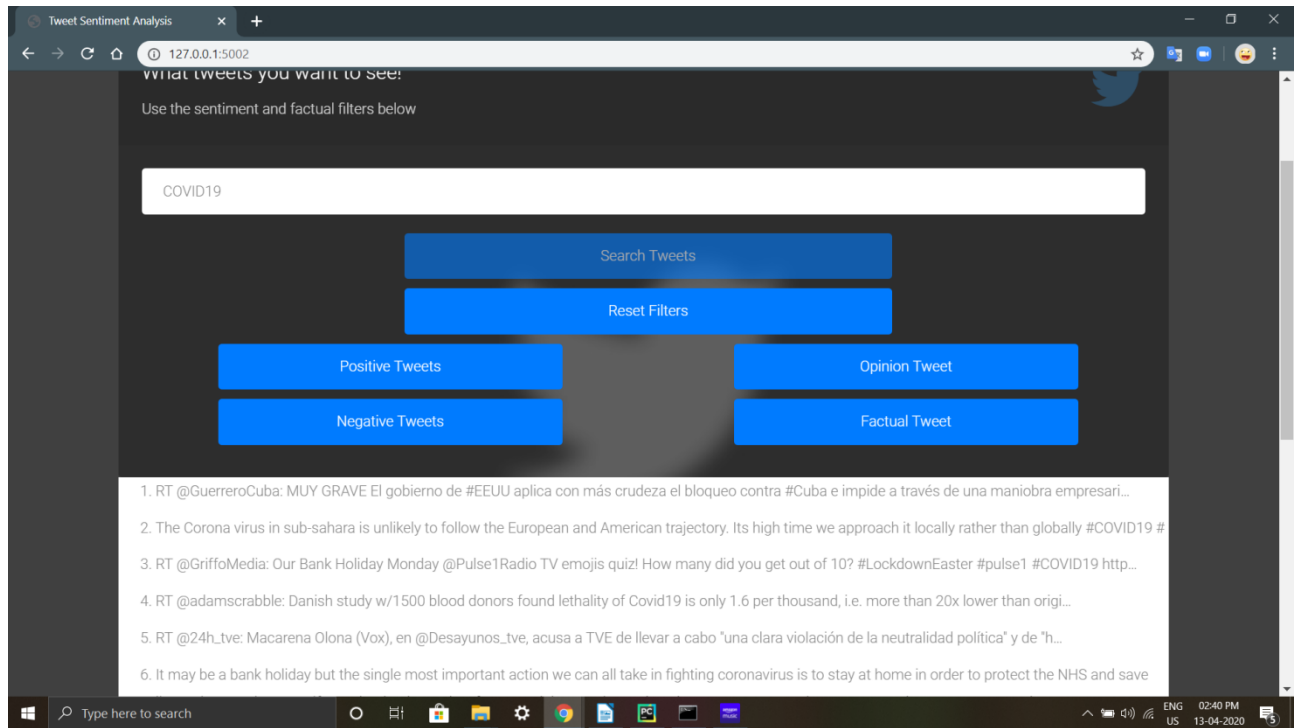 Tweet Sentiment Analysis
127.0.0.1:5002
What tweets you want to see!
Use the sentiment and factual filters below
COVID19
Search Tweets
Reset Filters
Positive Tweets
Opinion Tweet
Negative Tweets
Factual Tweet
1. RT @GuerreroCuba: MUY GRAVE El gobierno de #EEUU aplica con más crudeza el bloqueo contra #Cuba e impide a través de una maniobra empresari…
2. The Corona virus in sub-sahara is unlikely to follow the European and American trajectory. Its high time we approach it locally rather than globally #COVID19 #
3. RT @GriffoMedia: Our Bank Holiday Monday @Pulse1Radio TV emojis quiz! How many did you get out of 10? #LockdownEaster #pulse1 #COVID19 http…
4. RT @adamscrabble: Danish study w/1500 blood donors found lethality of Covid19 is only 1.6 per thousand, i.e. more than 20x lower than origi…
5. RT @24h_tve: Macarena Olona (Vox), en @Desayunos_tve, acusa a TVE de llevar a cabo "una clara violación de la neutralidad política" y de "h…
6. It may be a bank holiday but the single most important action we can all take in fighting coronavirus is to stay at home in order to protect the NHS and save
Type here to search
ENG 02:40 PM
US 13-04-2020
5